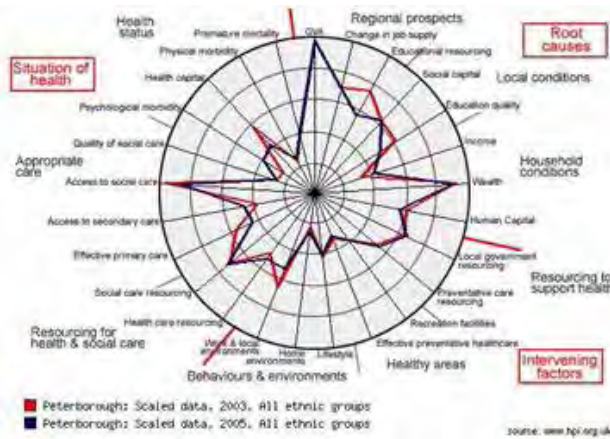 Health
status
Regional prospects
Root
causes
Premature mortality
GVA
Change in job supply
Physical morbidity
Educational resourcing
Situation of
health
Health capital
Social capital
Local conditions
Psychological morbidity
Education quality
Quality of social care
Income
Appropriate
care
Household
conditions
Access to social care
Wealth
Access to secondary care
Human Capital
Effective primary care
Local government
resourcing
Resourcing to
support health
Social care resourcing
Preventative care
resourcing
Resourcing for
health & social care
Health care resourcing
Recreation facilities
Work & local
environments
Home
environments
Lifestyle
Effective preventative healthcare
Healthy areas
Intervening
factors
Behaviours & environments
Peterborough: Scaled data, 2003, All ethnic groups
Peterborough: Scaled data, 2005, All ethnic groups
source: www.hpi.org.uk